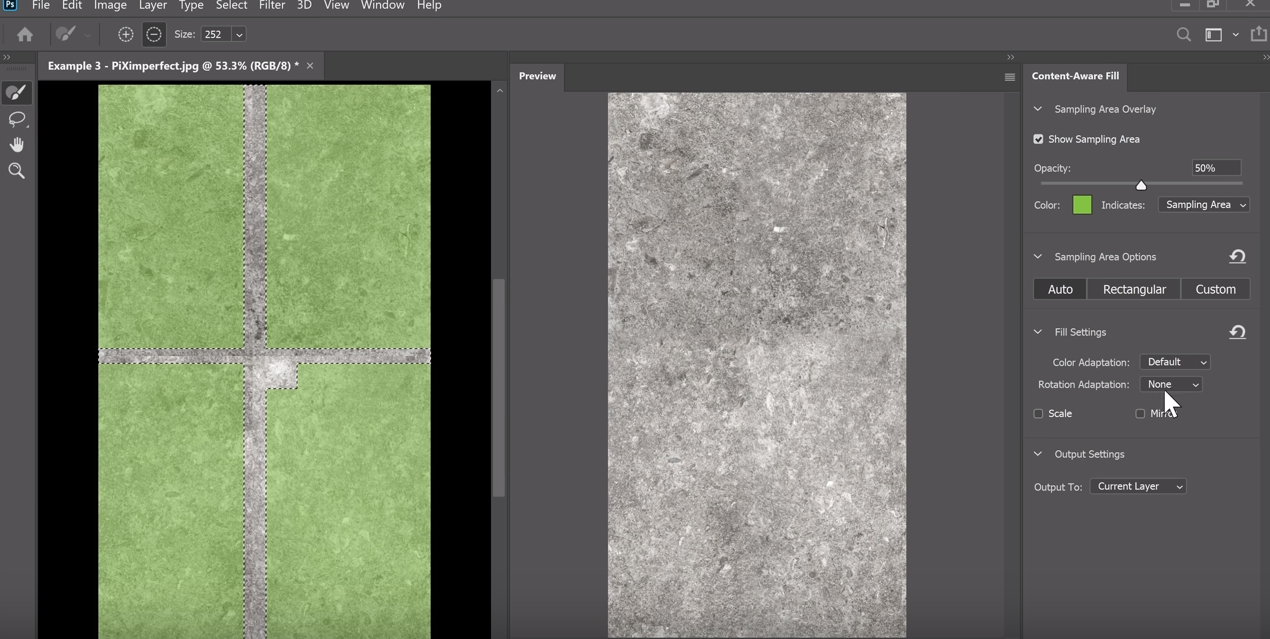 Ps File Edit Image Layer Type Select Filter 3D View Window Help
Size: 252
Example 3 - PiXimperfect.jpg @ 53.3% (RGB/8) * ×
Preview
Content-Aware Fill
Sampling Area Overlay
Show Sampling Area
Opacity: 50%
Color: Indicates: Sampling Area
Sampling Area Options
Auto Rectangular Custom
Fill Settings
Color Adaptation: Default
Rotation Adaptation: None
Scale
Output Settings
Output To: Current Layer